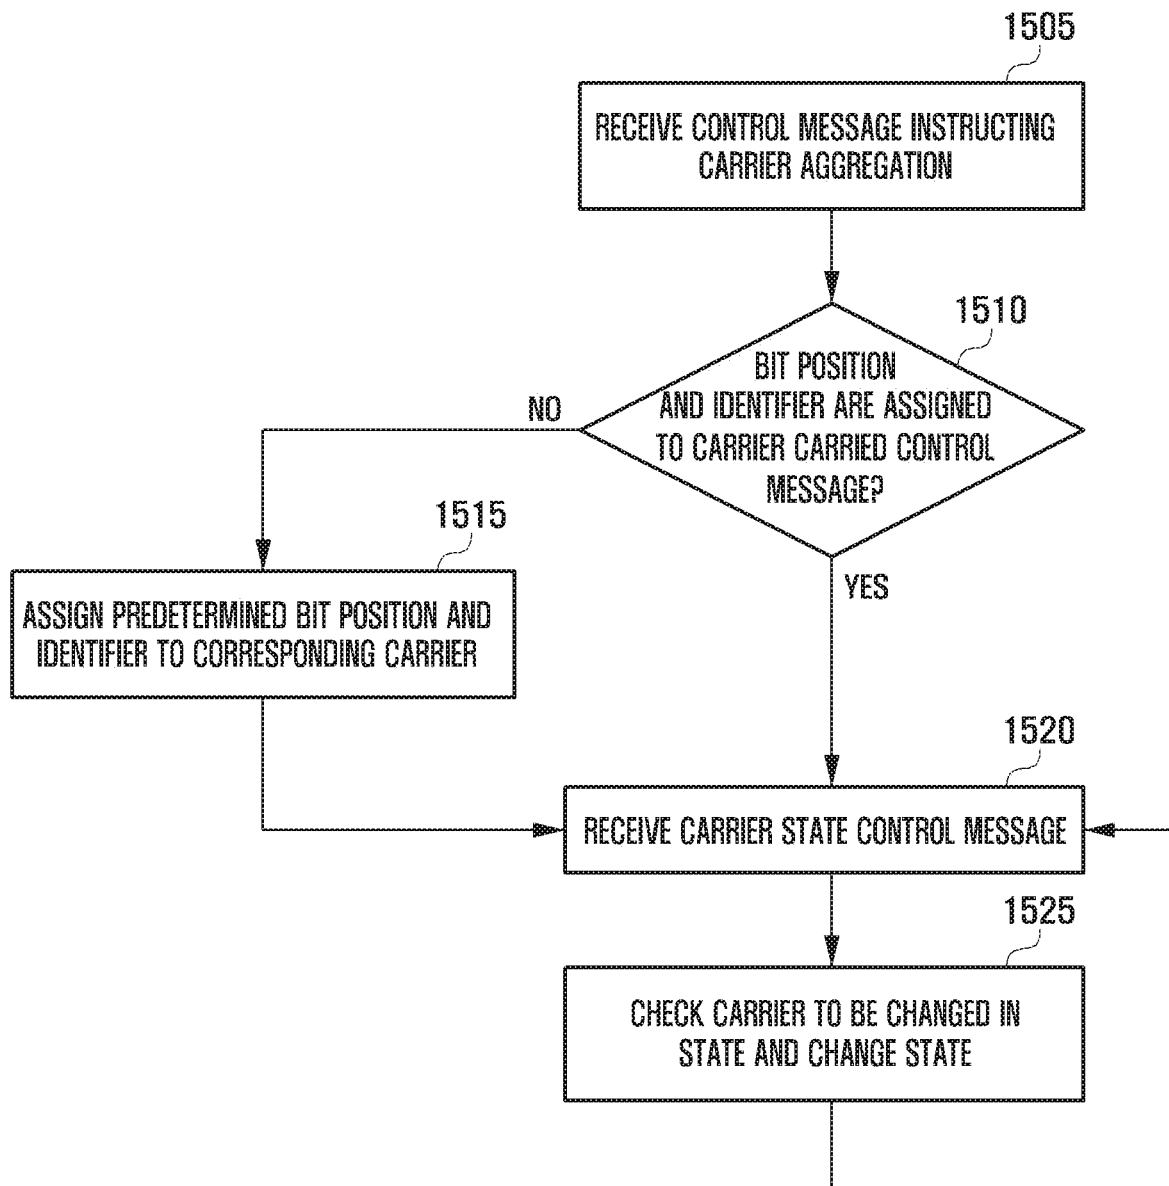 1505
RECEIVE CONTROL MESSAGE INSTRUCTING
CARRIER AGGREGATION
1510
BIT POSITION
AND IDENTIFIER ARE ASSIGNED
TO CARRIER CARRIED CONTROL
MESSAGE?
NO
YES
1515
ASSIGN PREDETERMINED BIT POSITION AND
IDENTIFIER TO CORRESPONDING CARRIER
1520
RECEIVE CARRIER STATE CONTROL MESSAGE
1525
CHECK CARRIER TO BE CHANGED IN
STATE AND CHANGE STATE